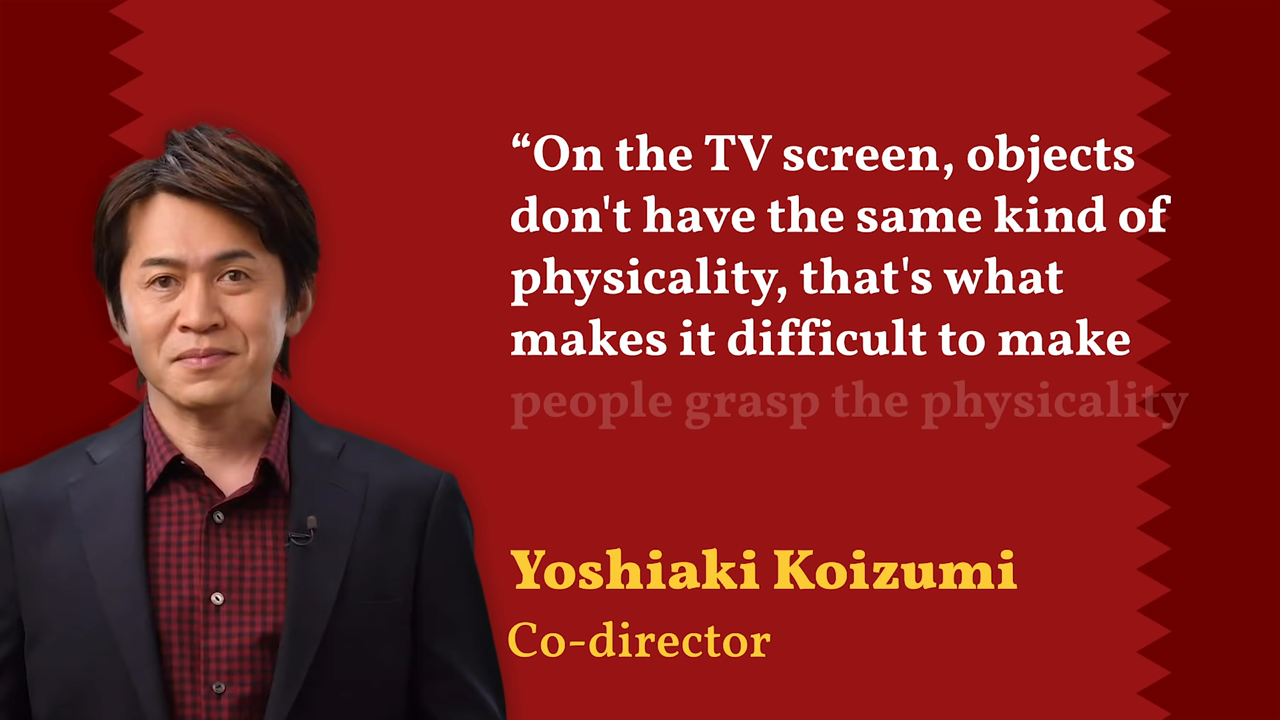 “On the TV screen, objects
don't have the same kind of
physicality, that's what
makes it difficult to make
people grasp the physicality
Yoshiaki Koizumi
Co-director